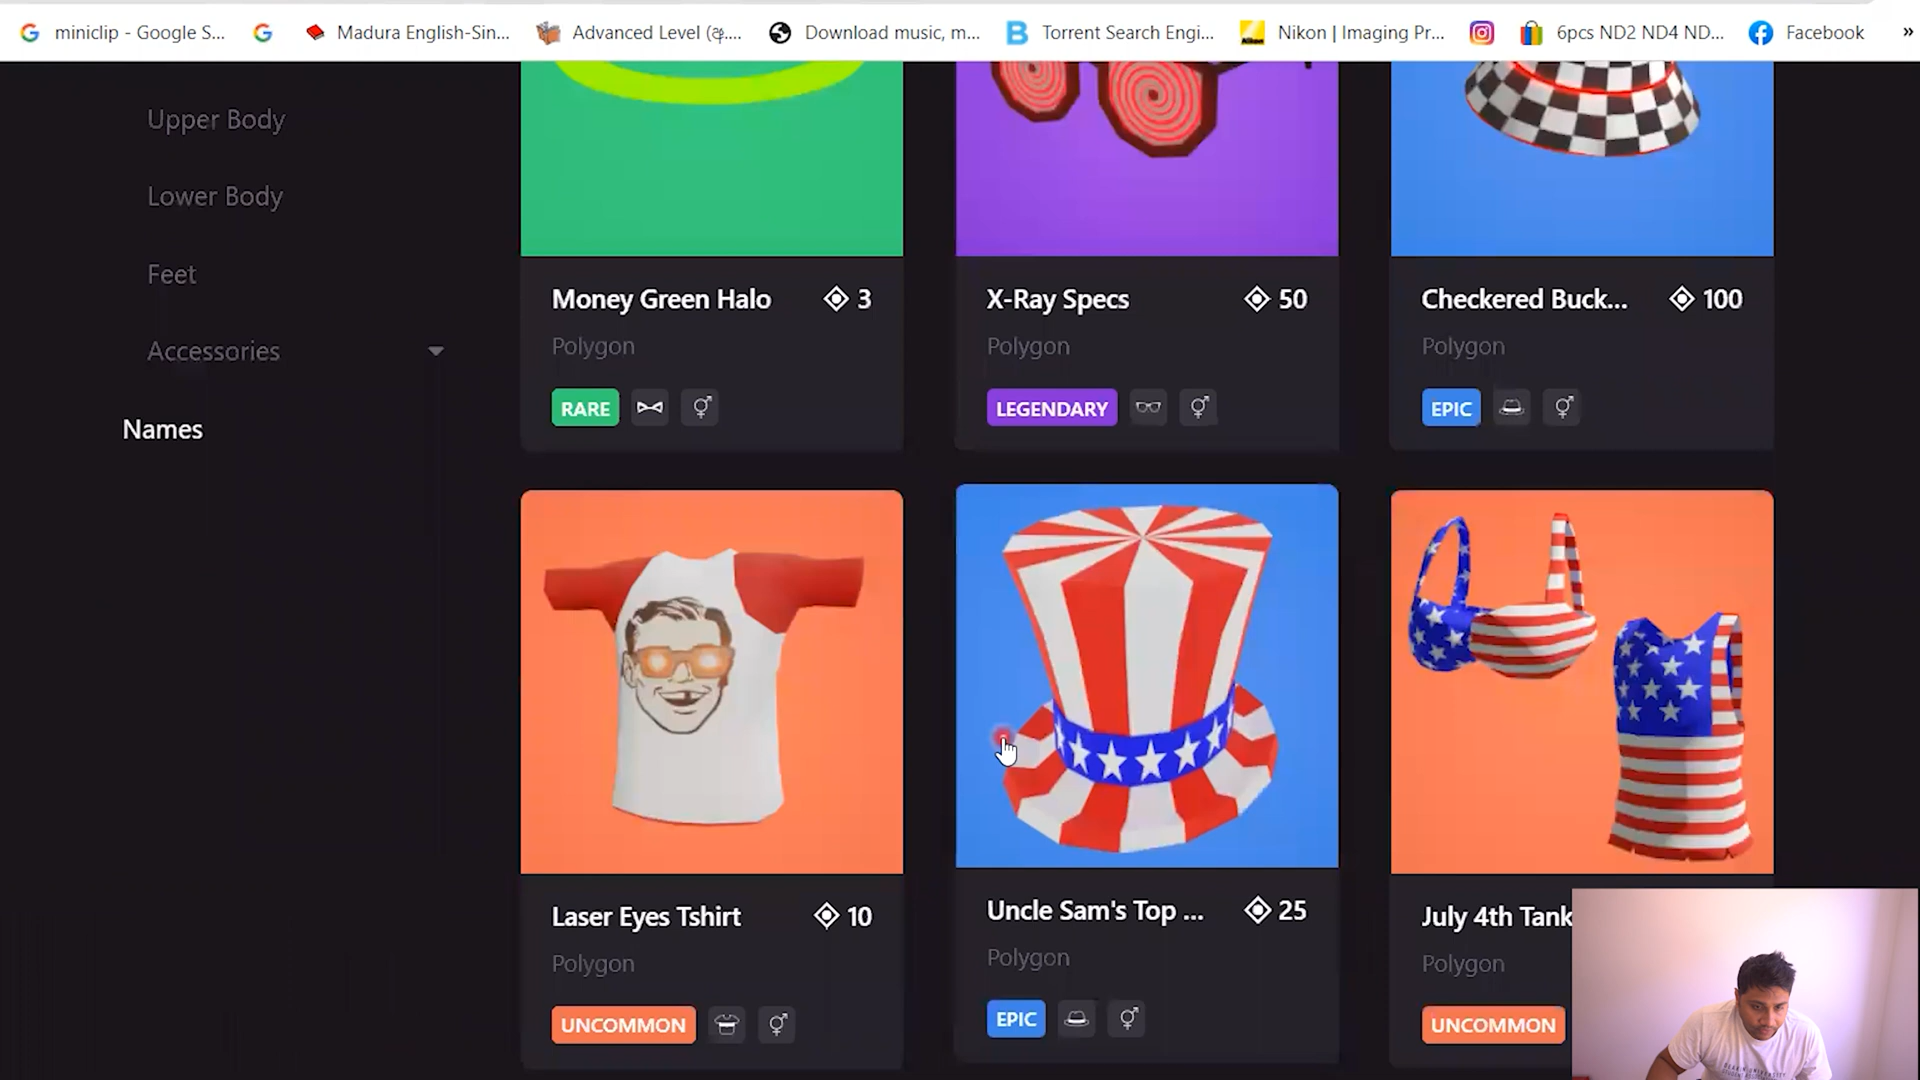 miniclip - Google S...
Madura English-Sin...
Advanced Level (අ....
Download music, m...
Torrent Search Engi...
Nikon | Imaging Pr...
6pcs ND2 ND4 ND...
Facebook
»
Upper Body
Lower Body
Feet
Accessories
Names
Money Green Halo 3
Polygon
RARE
X-Ray Specs 50
Polygon
LEGENDARY
Checkered Buck... 100
Polygon
EPIC
Laser Eyes Tshirt 10
Polygon
UNCOMMON
Uncle Sam's Top ... 25
Polygon
EPIC
July 4th Tank
Polygon
UNCOMMON